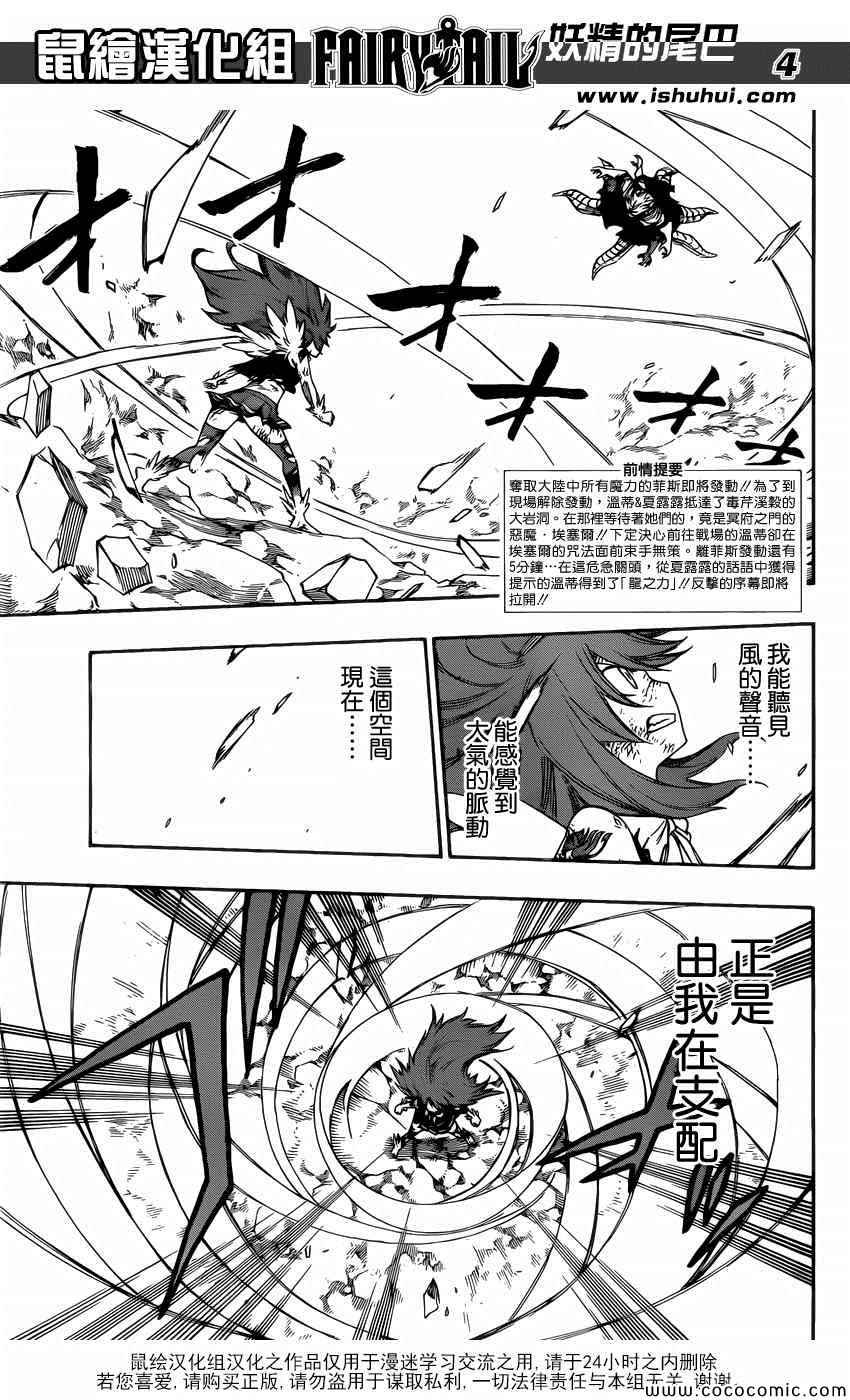 鼠繪漢化組
FAIRY TAIL
妖精的尾巴
4
www.ishuhui.com
オオオオオ
前情提要
奪取大陸中所有魔力的菲斯即將發動!!為了到
現場解除發動，溫蒂&夏露露抵達了毒芹溪穀的
大岩洞。在那裡等待著她們的，竟是冥府之門的
惡魔·埃塞爾!!下定決心前往戰場的溫蒂卻在
埃塞爾的咒法面前束手無策。離菲斯發動還有
5分鐘…在這危急關頭，從夏露露的話語中獲得
提示的溫蒂得到了「龍之力」!!反擊的序幕即將
拉開!!
我能聽見
風的聲音……
能感覺到
大氣的脈動
這個空間
現在……
正是
由我在支配
鼠绘汉化组汉化之作品仅用于漫迷学习交流之用,请于24小时之内删除
若您喜爱,请购买正版,请勿盗用于谋取私利,一切法律责任与本组无关,谢谢.
www.cococomic.com